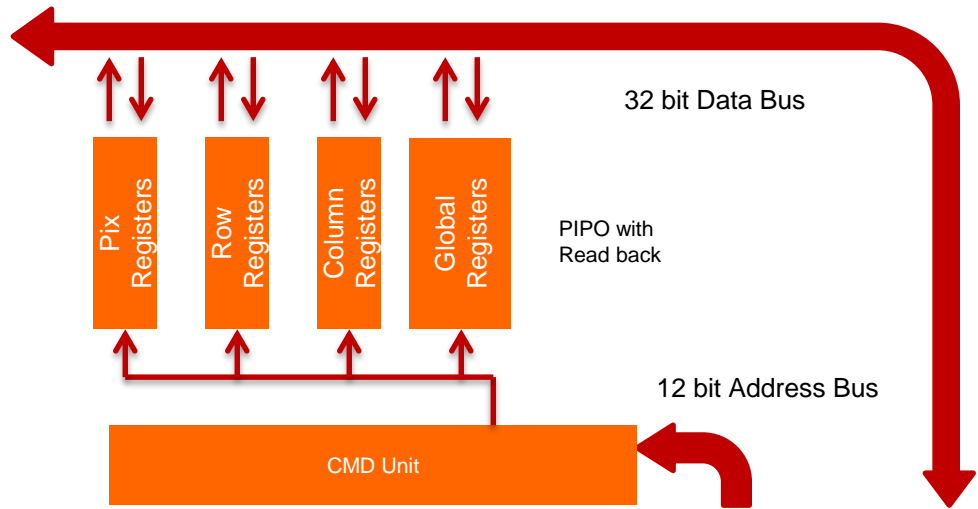 32 bit Data Bus
Pix
Registers
Row
Registers
Column
Registers
Global
Registers
PIPO with
Read back
12 bit Address Bus
CMD Unit